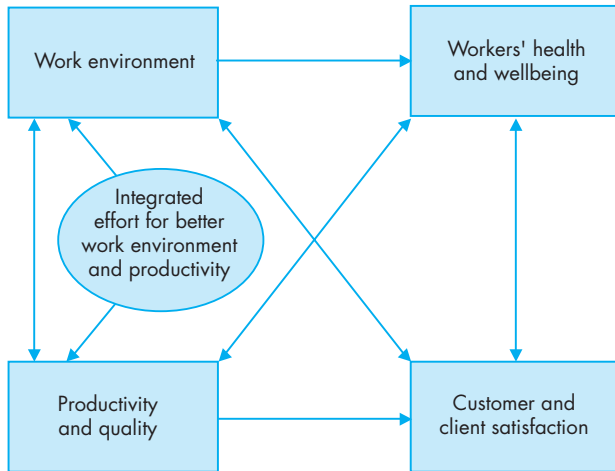 Work environment
Workers' health
and wellbeing
Integrated
effort for better
work environment
and productivity
Productivity
and quality
Customer and
client satisfaction